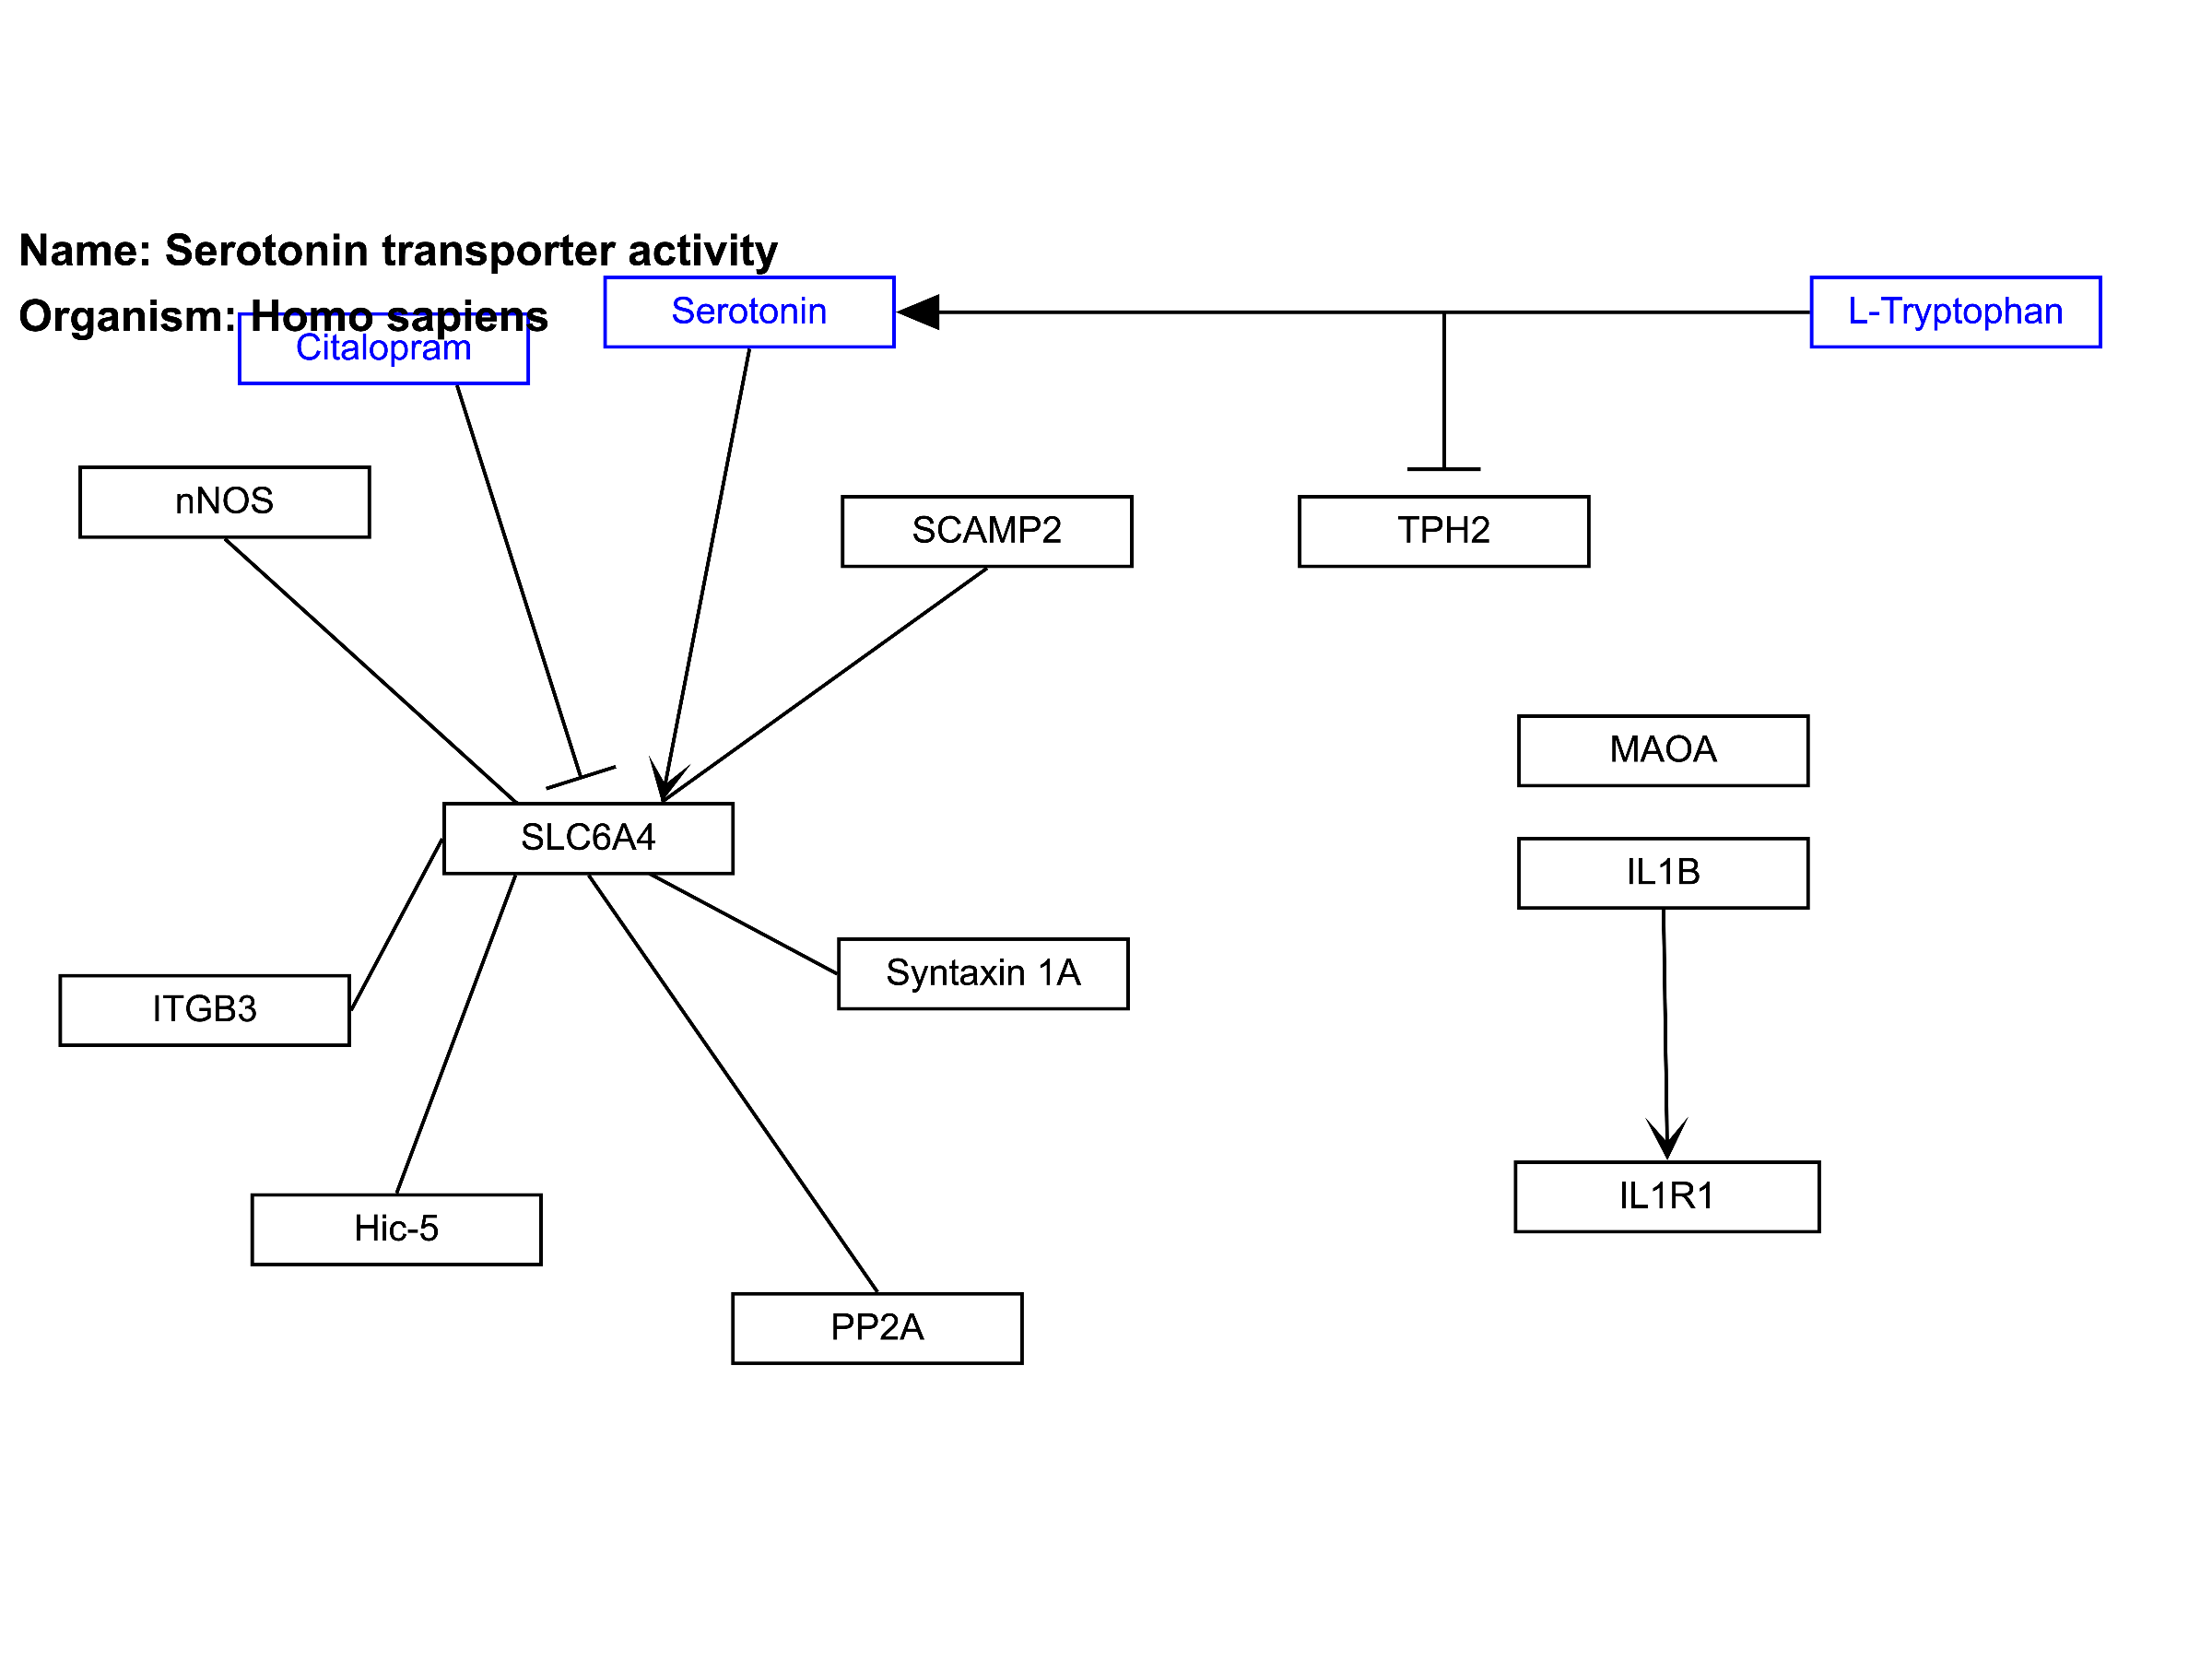 Name: Serotonin transporter activity
Organism: Homo sapiens
Serotonin
L-Tryptophan
Citalopram
nNOS
SCAMP2
TPH2
MAOA
SLC6A4
IL1B
Syntaxin 1A
ITGB3
IL1R1
Hic-5
PP2A